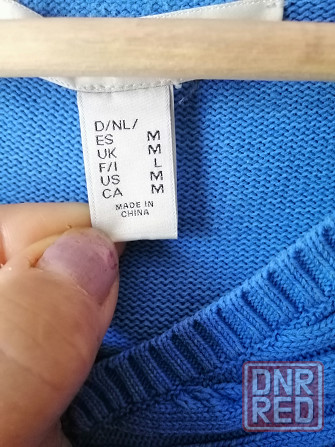 D/NL/
ES M
UK M
F/I L
US M
CA M
MADE IN
CHINA
DNR
RED